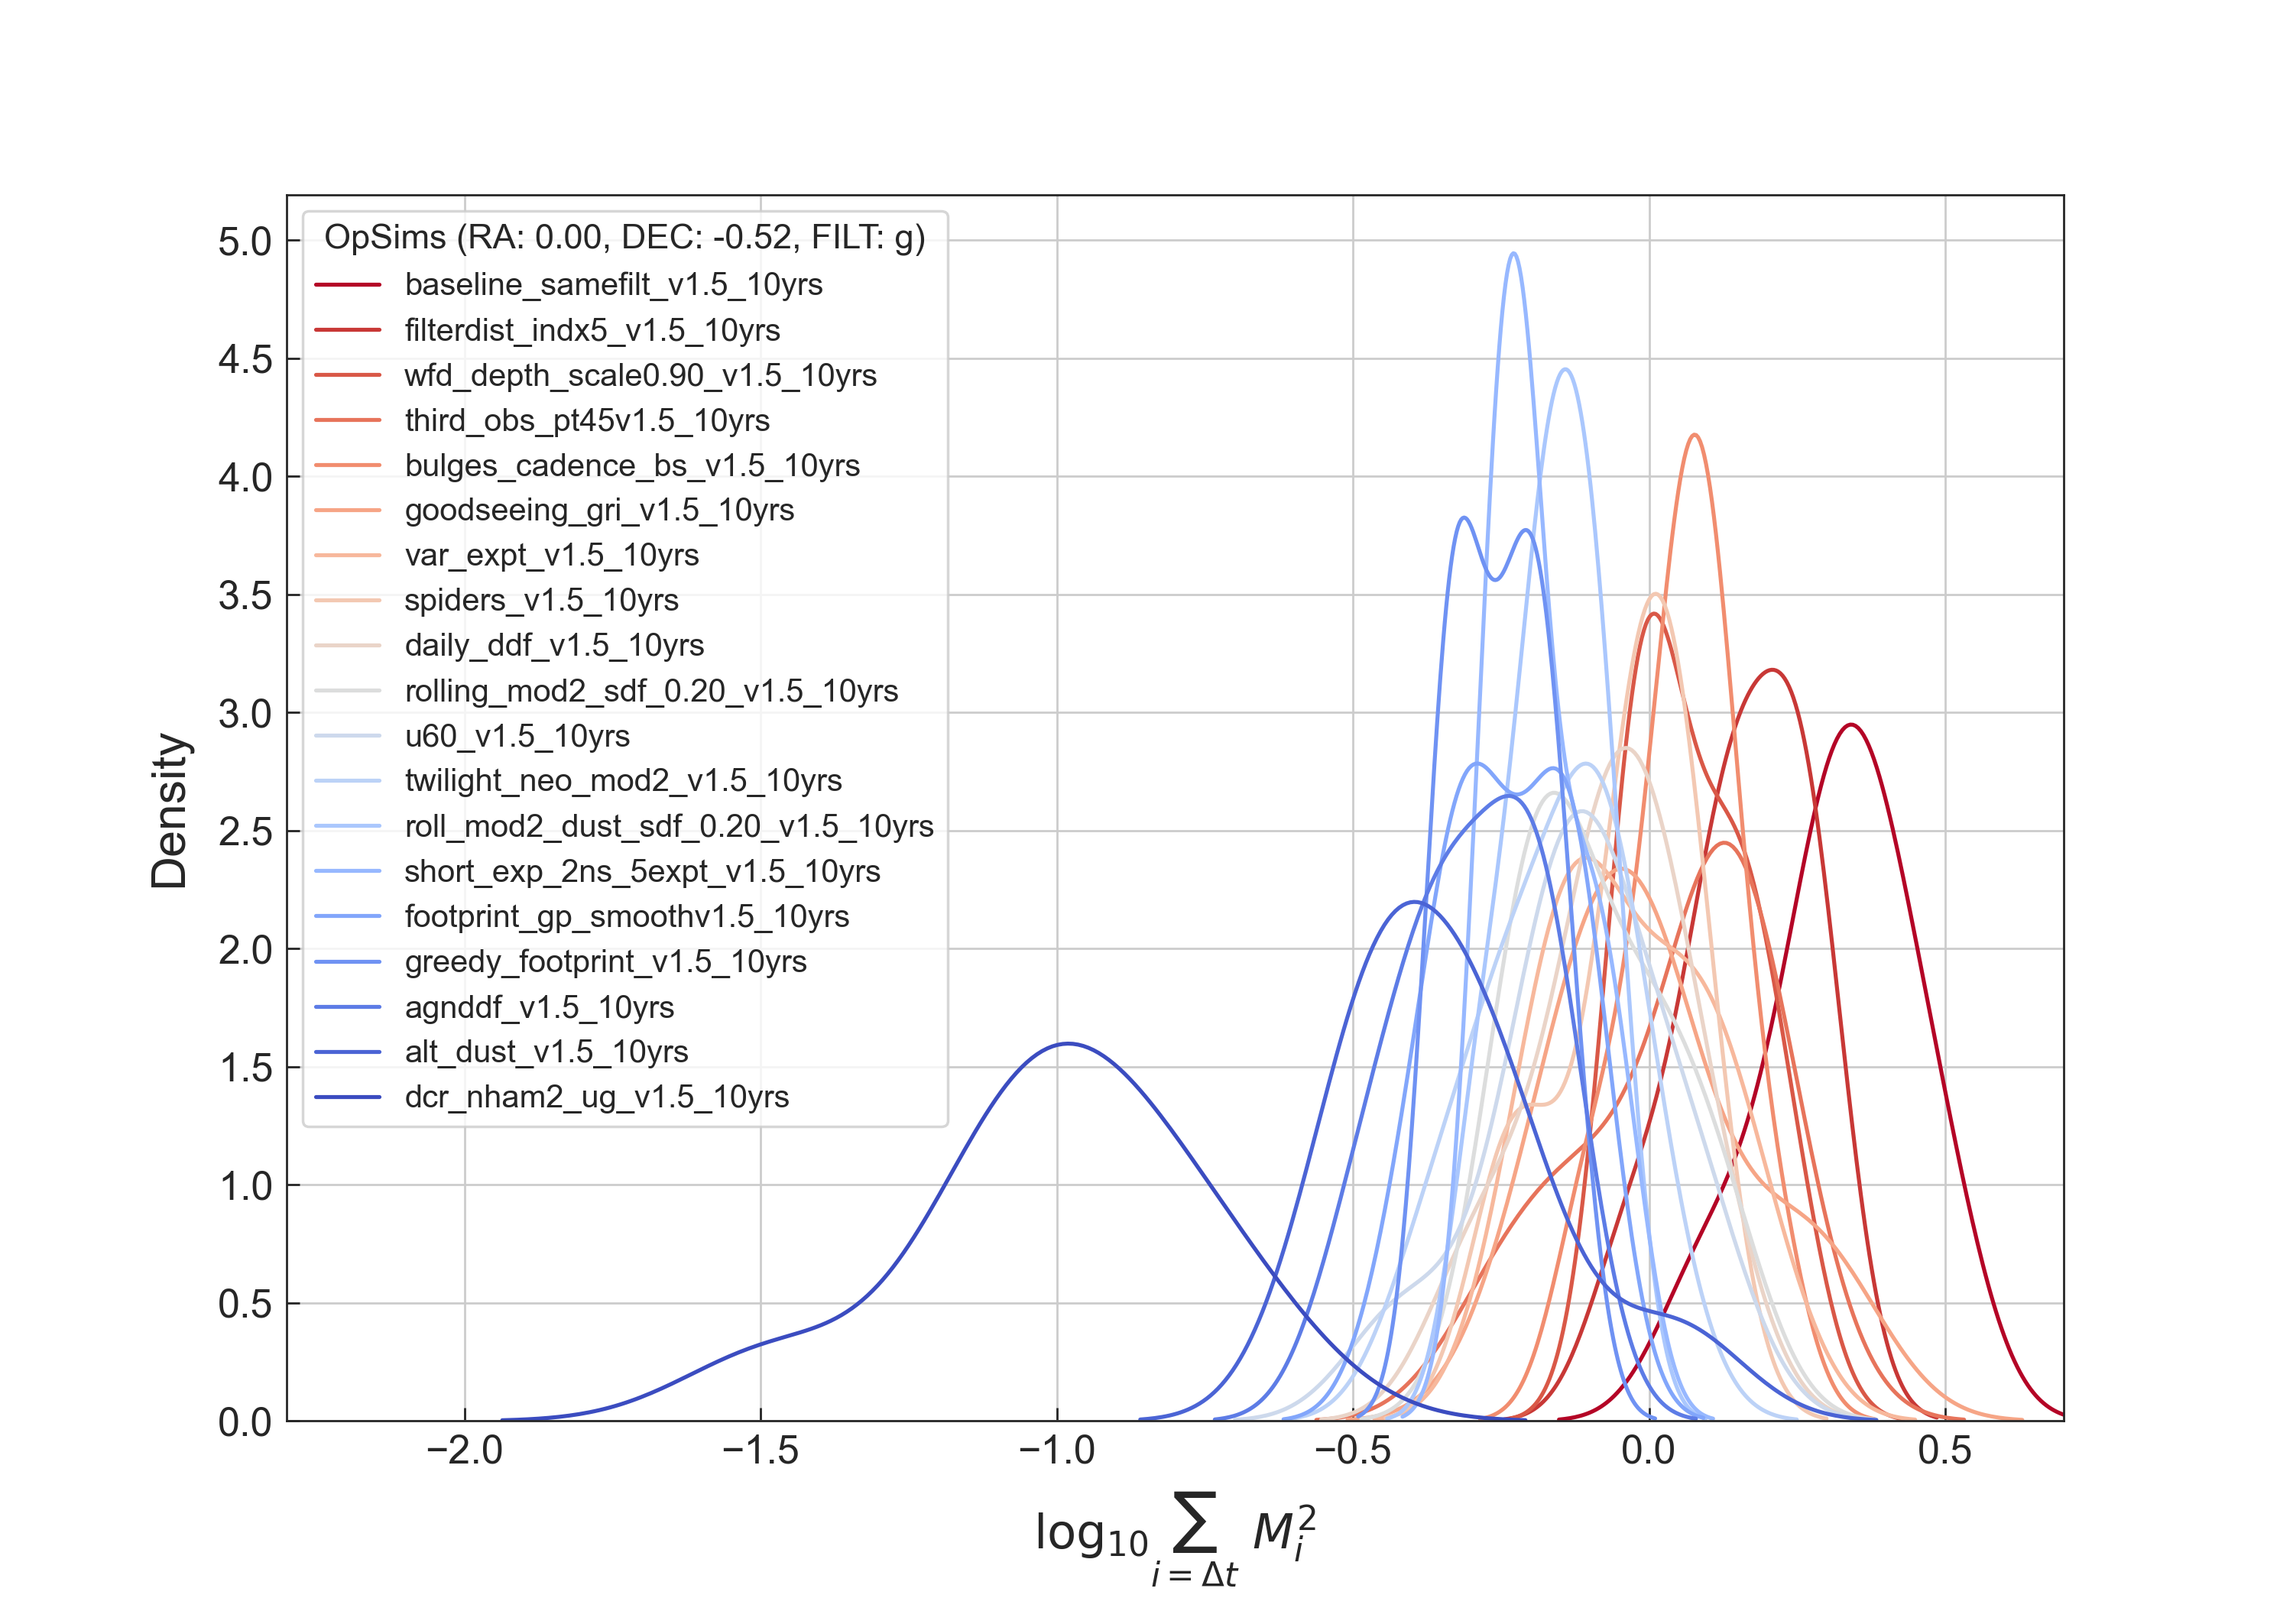 OpSims (RA: 0.00, DEC: -0.52, FILT: g)
baseline_samefilt_v1.5_10yrs
filterdist_indx5_v1.5_10yrs
wfd_depth_scale0.90_v1.5_10yrs
third_obs_pt45v1.5_10yrs
bulges_cadence_bs_v1.5_10yrs
goodseeing_gri_v1.5_10yrs
var_expt_v1.5_10yrs
spiders_v1.5_10yrs
daily_ddf_v1.5_10yrs
rolling_mod2_sdf_0.20_v1.5_10yrs
u60_v1.5_10yrs
twilight_neo_mod2_v1.5_10yrs
roll_mod2_dust_sdf_0.20_v1.5_10yrs
short_exp_2ns_5expt_v1.5_10yrs
footprint_gp_smoothv1.5_10yrs
greedy_footprint_v1.5_10yrs
agnddf_v1.5_10yrs
alt_dust_v1.5_10yrs
dcr_nham2_ug_v1.5_10yrs
Density
5.0
4.5
4.0
3.5
3.0
2.5
2.0
1.5
1.0
0.5
0.0
−2.0 −1.5 −1.0 −0.5 0.0 0.5
log₁₀ ∑ M_i^2
i = Δt